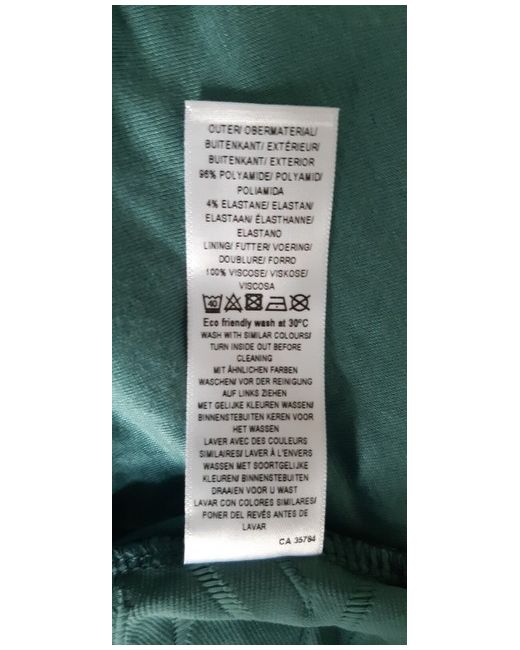 OUTER/ OBERMATERIAL/
BUITENKANT/ EXTÉRIEUR/
BUITENKANT/ EXTERIOR
96% POLYAMIDE/ POLYAMID/
POLIAMIDA
4% ELASTANE/ ELASTAN/
ELASTAAN/ ÉLASTHANNE/
ELASTANO
LINING/ FUTTER/ VOERING/
DOUBLURE/ FORRO
100% VISCOSE/ VISKOSE/
VISCOSA
40
Eco friendly wash at 30ºC
WASH WITH SIMILAR COLOURS/
TURN INSIDE OUT BEFORE
CLEANING
MIT ÄHNLICHEN FARBEN
WASCHEN/ VOR DER REINIGUNG
AUF LINKS ZIEHEN
MET GELIJKE KLEUREN WASSEN/
BINNENSTEBUITEN KEREN VOOR
HET WASSEN
LAVER AVEC DES COULEURS
SIMILAIRES/ LAVER À L'ENVERS
WASSEN MET SOORTGELIJKE
KLEUREN/ BINNENSTEBUITEN
DRAAIEN VOOR U WAST
LAVAR CON COLORES SIMILARES/
PONER DEL REVÉS ANTES DE
LAVAR
CA 35784